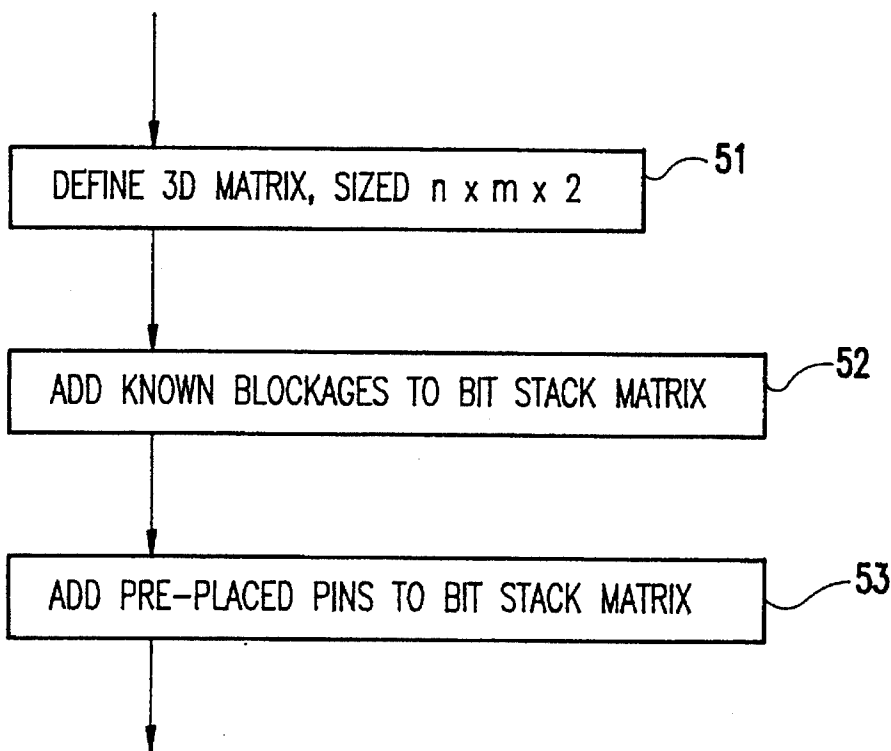 DEFINE 3D MATRIX, SIZED n x m x 2
51
ADD KNOWN BLOCKAGES TO BIT STACK MATRIX
52
ADD PRE-PLACED PINS TO BIT STACK MATRIX
53